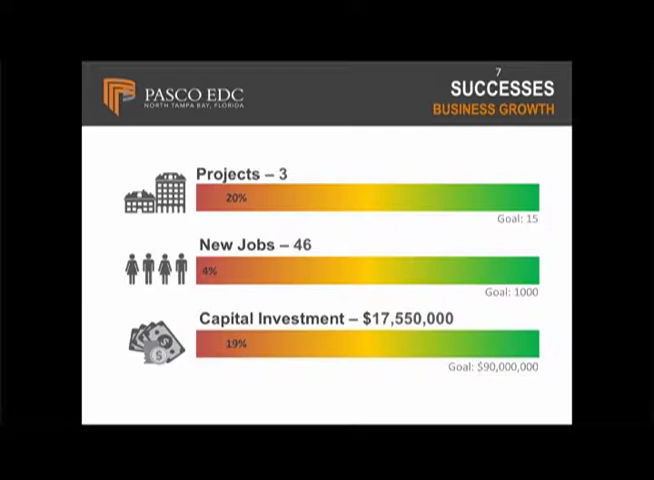 7
SUCCESSES
BUSINESS GROWTH
PASCO EDC
NORTH TAMPA BAY, FLORIDA
Projects – 3
20%
Goal: 15
New Jobs – 46
4%
Goal: 1000
Capital Investment – $17,550,000
19%
Goal: $90,000,000